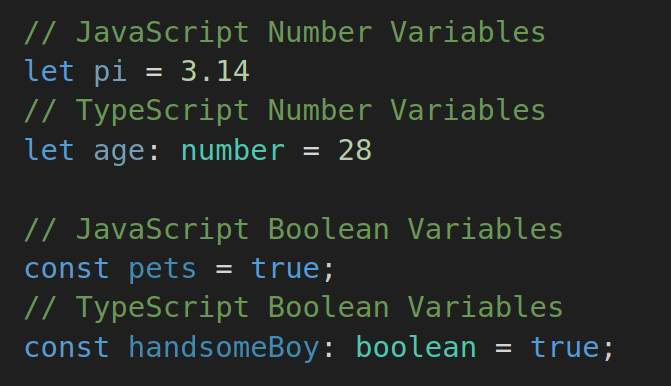 // JavaScript Number Variables
let pi = 3.14
// TypeScript Number Variables
let age: number = 28
// JavaScript Boolean Variables
const pets = true;
// TypeScript Boolean Variables
const handsomeBoy: boolean = true;